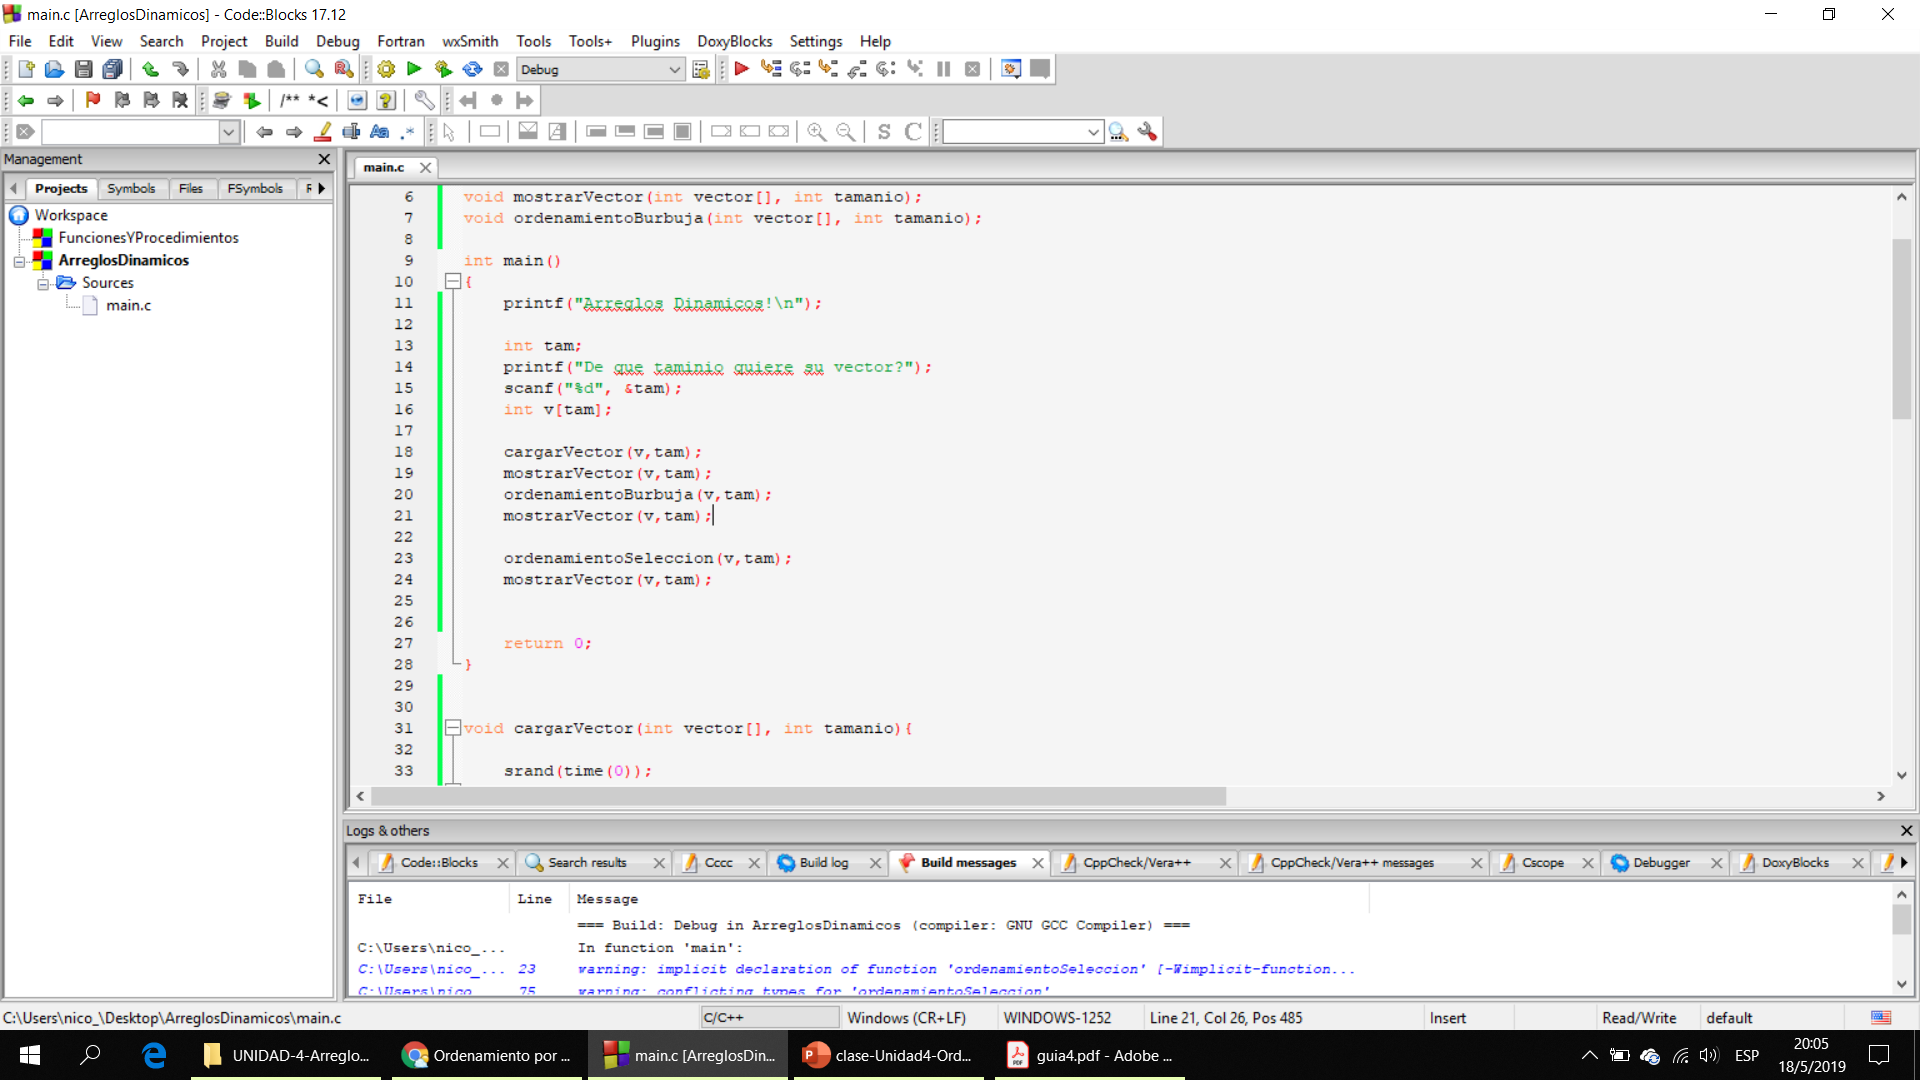 main.c [ArreglosDinamicos] - Code::Blocks 17.12
File Edit View Search Project Build Debug Fortran wxSmith Tools Tools+ Plugins DoxyBlocks Settings Help
Debug
/** *<
Aa .*
S C
Management
Projects Symbols Files FSymbols
Workspace
FuncionesYProcedimientos
ArreglosDinamicos
Sources
main.c
main.c
6 void mostrarVector(int vector[], int tamanio);
7 void ordenamientoBurbuja(int vector[], int tamanio);
8
9 int main()
10 {
11 printf("Arreglos Dinamicos!\n");
12
13 int tam;
14 printf("De que taminio quiere su vector?");
15 scanf("%d", &tam);
16 int v[tam];
17
18 cargarVector(v,tam);
19 mostrarVector(v,tam);
20 ordenamientoBurbuja(v,tam);
21 mostrarVector(v,tam);
22
23 ordenamientoSeleccion(v,tam);
24 mostrarVector(v,tam);
25
26
27 return 0;
28 }
29
30
31 void cargarVector(int vector[], int tamanio){
32
33 srand(time(0));
Logs & others
Code::Blocks Search results Cccc Build log Build messages CppCheck/Vera++ CppCheck/Vera++ messages Cscope Debugger DoxyBlocks
File Line Message
=== Build: Debug in ArreglosDinamicos (compiler: GNU GCC Compiler) ===
C:\Users\nico_... In function 'main':
C:\Users\nico_... 23 warning: implicit declaration of function 'ordenamientoSeleccion' [-Wimplicit-function...
C:\Users\nico_... 75 warning: conflicting types for 'ordenamientoSeleccion'
C:\Users\nico_\Desktop\ArreglosDinamicos\main.c C/C++ Windows (CR+LF) WINDOWS-1252 Line 21, Col 26, Pos 485 Insert Read/Write default
UNIDAD-4-Arreglo... Ordenamiento por ... main.c [ArreglosDin... clase-Unidad4-Ord... guia4.pdf - Adobe ... ESP 20:05
18/5/2019